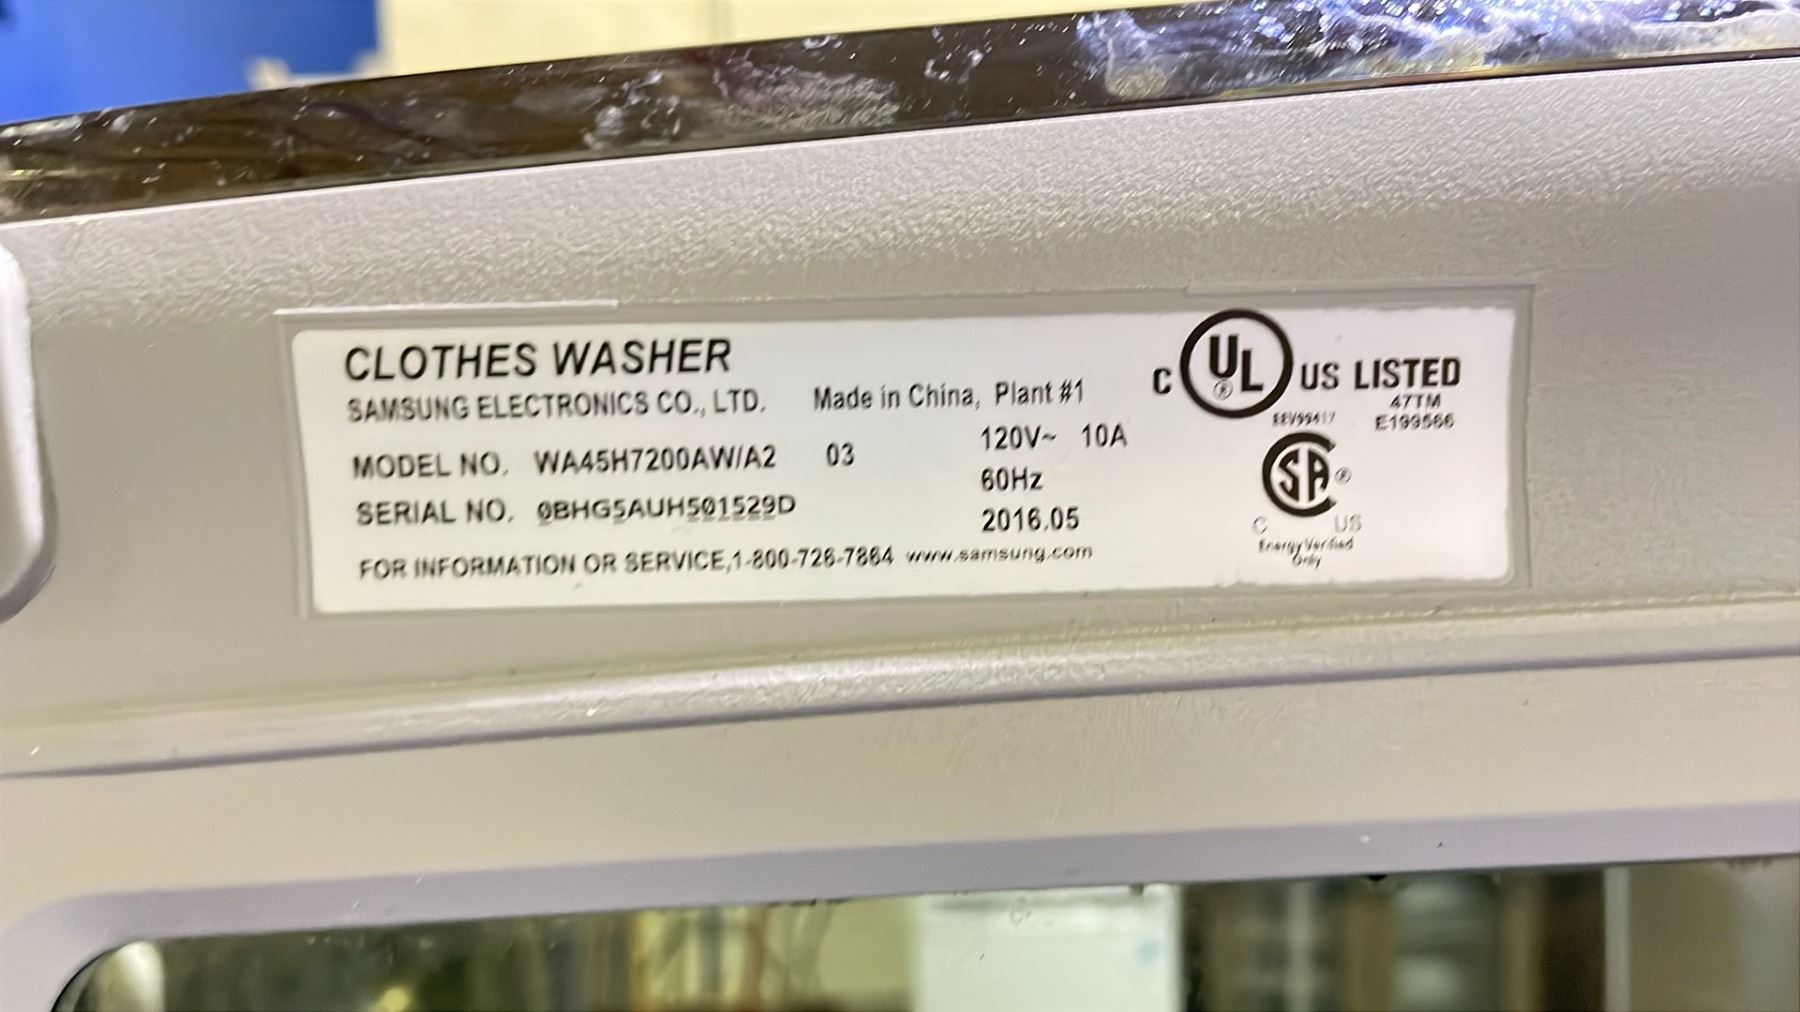 CLOTHES WASHER
SAMSUNG ELECTRONICS CO., LTD. Made in China, Plant #1
MODEL NO. WA45H7200AW/A2 03 120V~ 10A
60Hz
SERIAL NO. 0BHG5AUH501529D 2016.05
FOR INFORMATION OR SERVICE,1-800-726-7864 www.samsung.com
C UL ® US LISTED
47TM
E199566
SA ®
C US
Energy Verified
Only